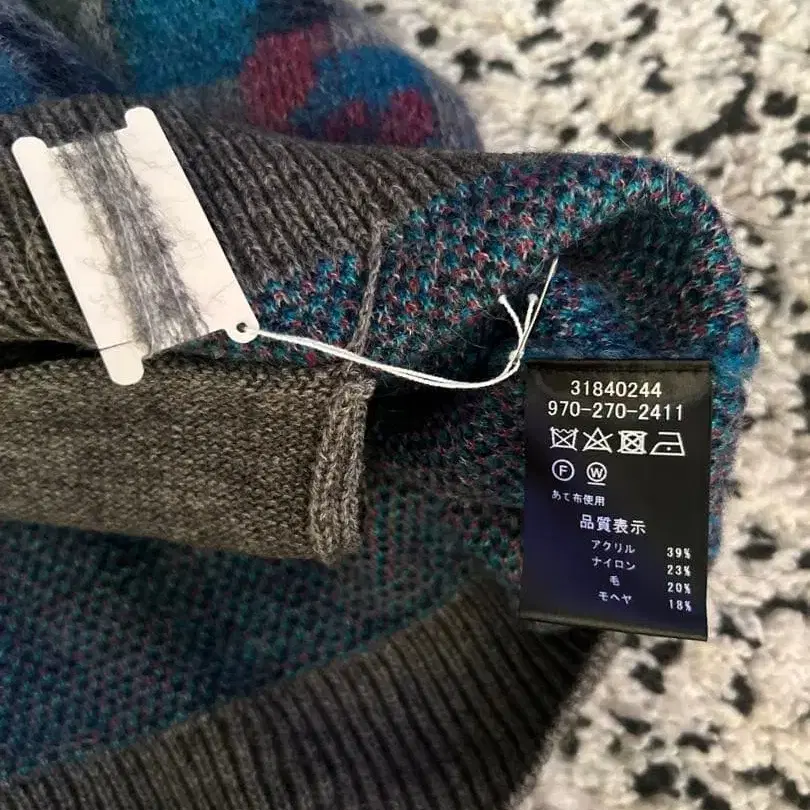 31840244
970-270-2411
F W
あて布使用
品質表示
アクリル 39%
ナイロン 23%
毛 20%
モヘヤ 18%